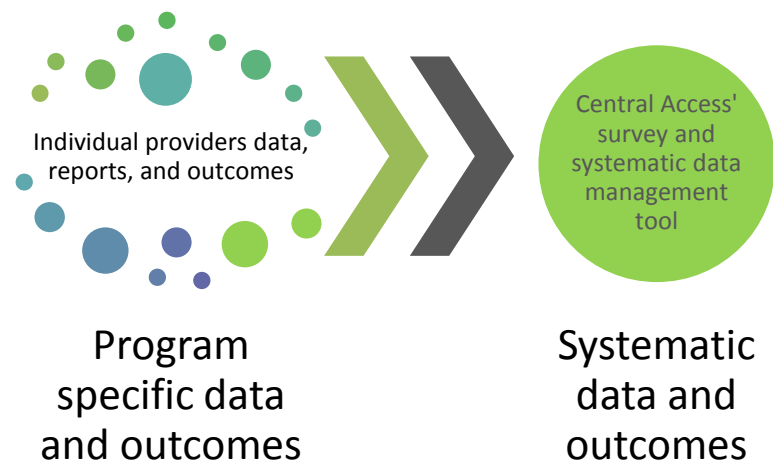 Individual providers data,
reports, and outcomes
Central Access'
survey and
systematic data
management
tool
Program
specific data
and outcomes
Systematic
data and
outcomes